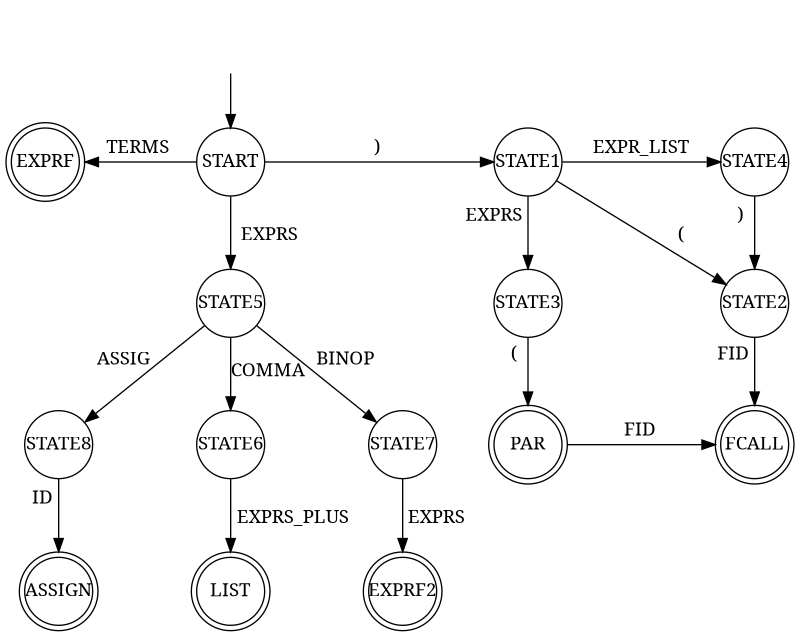 TERMS
)
EXPR_LIST
EXPRF
START
STATE1
STATE4
EXPRS
)
EXPRS
(
STATE5
STATE3
STATE2
ASSIG
COMMA
BINOP
(
FID
STATE8
STATE6
STATE7
PAR
FID
FCALL
ID
EXPRS_PLUS
EXPRS
ASSIGN
LIST
EXPRF2